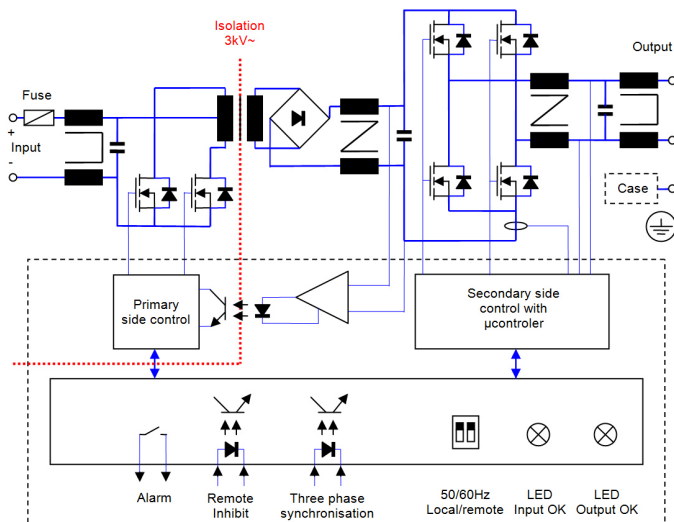 Isolation
3kV~
Output
Fuse
+
Input
-
Case
Primary
side control
Secondary side
control with
µcontroler
Alarm
Remote
Inhibit
Three phase
synchronisation
50/60Hz
Local/remote
LED
Input OK
LED
Output OK